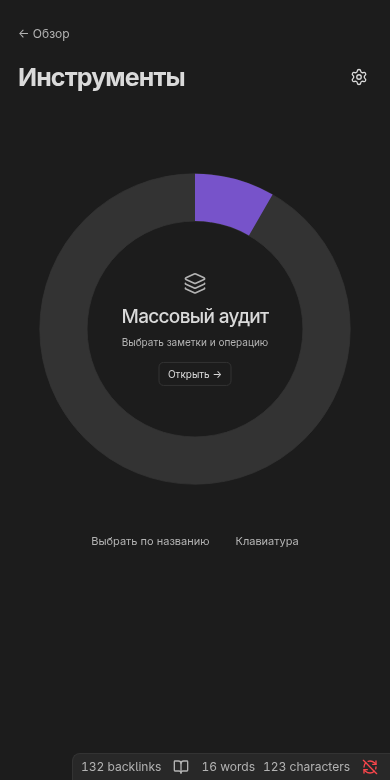 ← Обзор
Инструменты
Массовый аудит
Выбрать заметки и операцию
Открыть →
Выбрать по названию Клавиатура
132 backlinks 16 words 123 characters